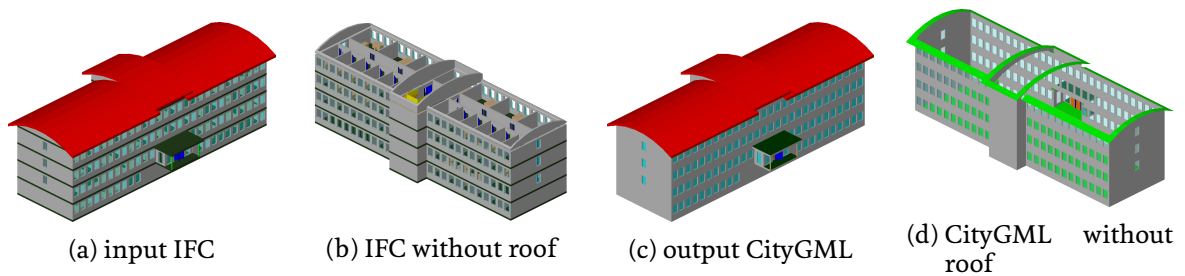 (a) input IFC
(b) IFC without roof
(c) output CityGML
(d) CityGML without
roof